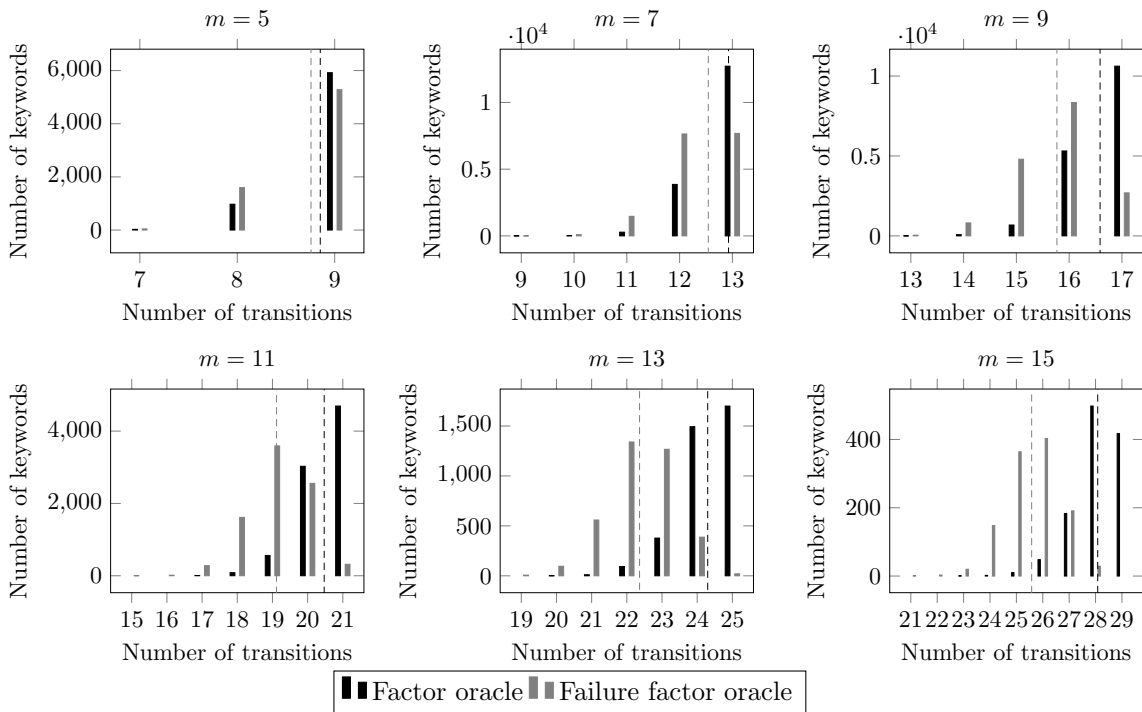 m = 5
Number of keywords
6,000
4,000
2,000
0
7 8 9
Number of transitions
m = 7
·10⁴
Number of keywords
1
0.5
0
9 10 11 12 13
Number of transitions
m = 9
·10⁴
Number of keywords
1
0.5
0
13 14 15 16 17
Number of transitions
m = 11
Number of keywords
4,000
2,000
0
15 16 17 18 19 20 21
Number of transitions
m = 13
Number of keywords
1,500
1,000
500
0
19 20 21 22 23 24 25
Number of transitions
m = 15
Number of keywords
400
200
0
21 22 23 24 25 26 27 28 29
Number of transitions
Factor oracle Failure factor oracle